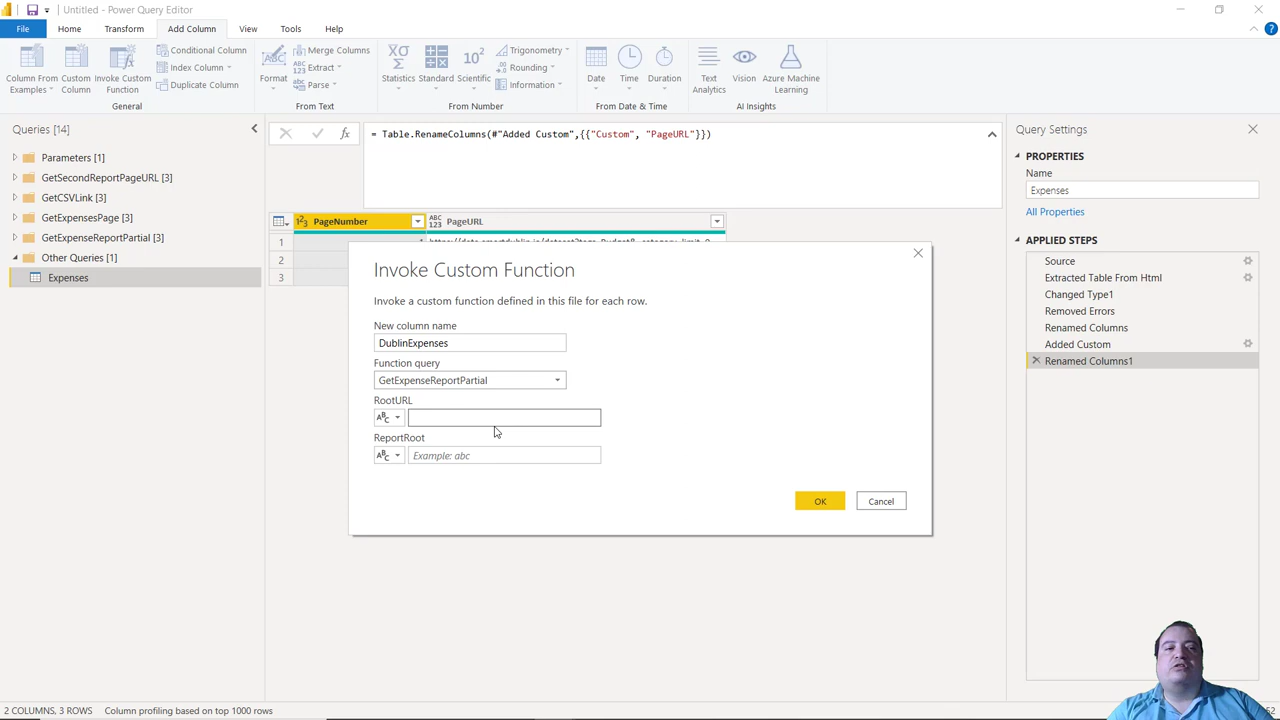 Untitled - Power Query Editor
File
Home
Transform
Add Column
View
Tools
Help
Column From Examples
Custom Column
Invoke Custom Function
Conditional Column
Index Column
Duplicate Column
General
Format
Merge Columns
Extract
Parse
From Text
Statistics
Standard
Scientific
Trigonometry
Rounding
Information
From Number
Date
Time
Duration
From Date & Time
Text Analytics
Vision
Azure Machine Learning
AI Insights
Queries [14]
Parameters [1]
GetSecondReportPageURL [3]
GetCSVLink [3]
GetExpensesPage [3]
GetExpenseReportPartial [3]
Other Queries [1]
Expenses
= Table.RenameColumns(#"Added Custom",{{"Custom", "PageURL"}})
PageNumber
PageURL
1
2
3
Invoke Custom Function
Invoke a custom function defined in this file for each row.
New column name
DublinExpenses
Function query
GetExpenseReportPartial
RootURL
ReportRoot
Example: abc
OK
Cancel
Query Settings
PROPERTIES
Name
Expenses
All Properties
APPLIED STEPS
Source
Extracted Table From Html
Changed Type1
Removed Errors
Renamed Columns
Added Custom
Renamed Columns1
2 COLUMNS, 3 ROWS
Column profiling based on top 1000 rows